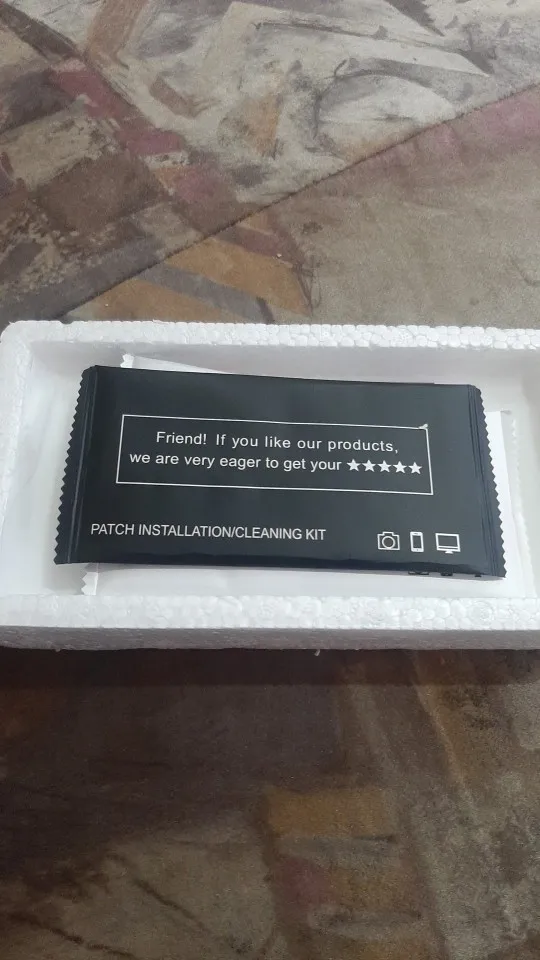 Friend! If you like our products,
we are very eager to get your ★★★★★
PATCH INSTALLATION/CLEANING KIT